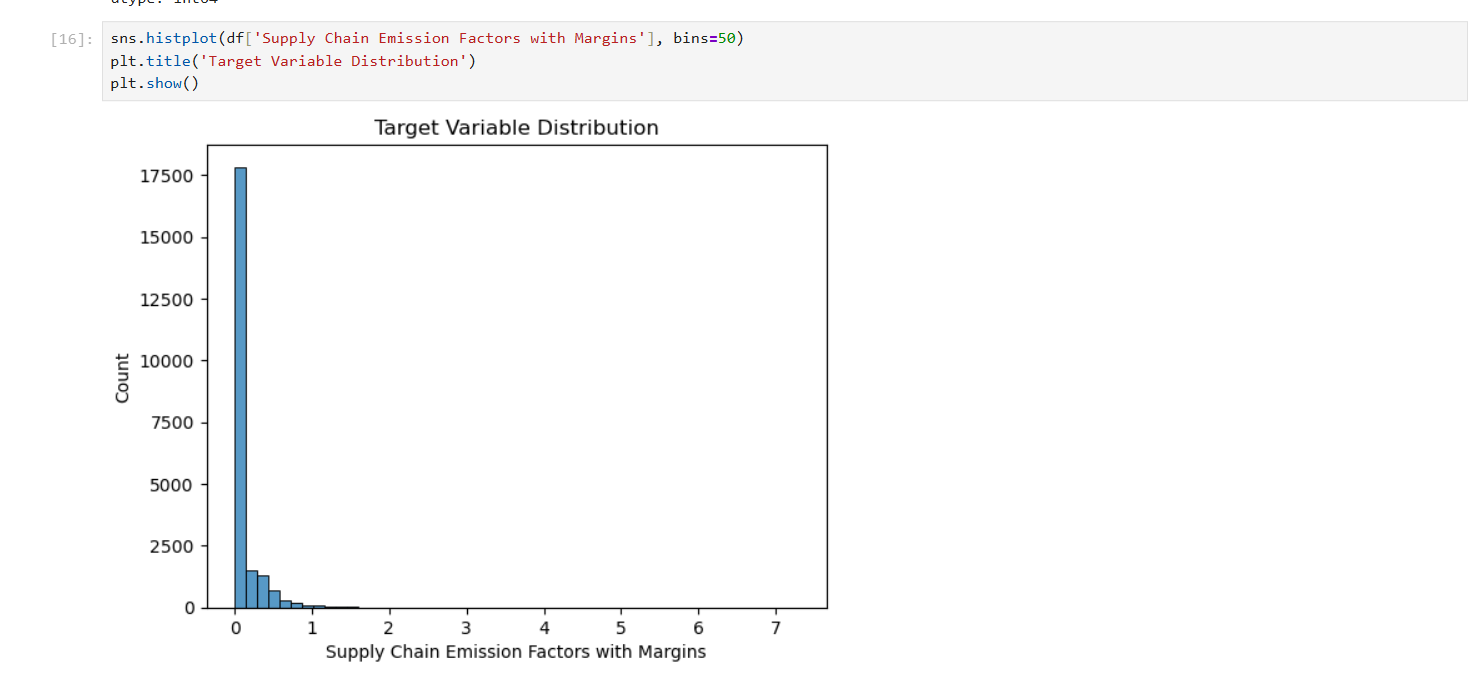 dtype: int64
[16]:
sns.histplot(df['Supply Chain Emission Factors with Margins'], bins=50)
plt.title('Target Variable Distribution')
plt.show()
Target Variable Distribution
17500
15000
12500
10000
7500
5000
2500
0
Count
0 1 2 3 4 5 6 7
Supply Chain Emission Factors with Margins